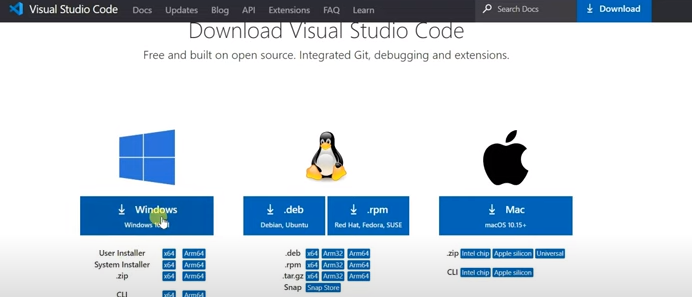 Visual Studio Code Docs Updates Blog API Extensions FAQ Learn Search Docs Download
Download Visual Studio Code
Free and built on open source. Integrated Git, debugging and extensions.
Windows
Windows
.deb
Debian, Ubuntu
.rpm
Red Hat, Fedora, SUSE
Mac
macOS 10.15+
User Installer x64 Arm64
System Installer x64 Arm64
.zip x64 Arm64
CLI x64 Arm64
.deb x64 Arm32 Arm64
.rpm x64 Arm32 Arm64
.tar.gz x64 Arm32 Arm64
Snap Snap Store
.zip Intel chip Apple silicon Universal
CLI Intel chip Apple silicon